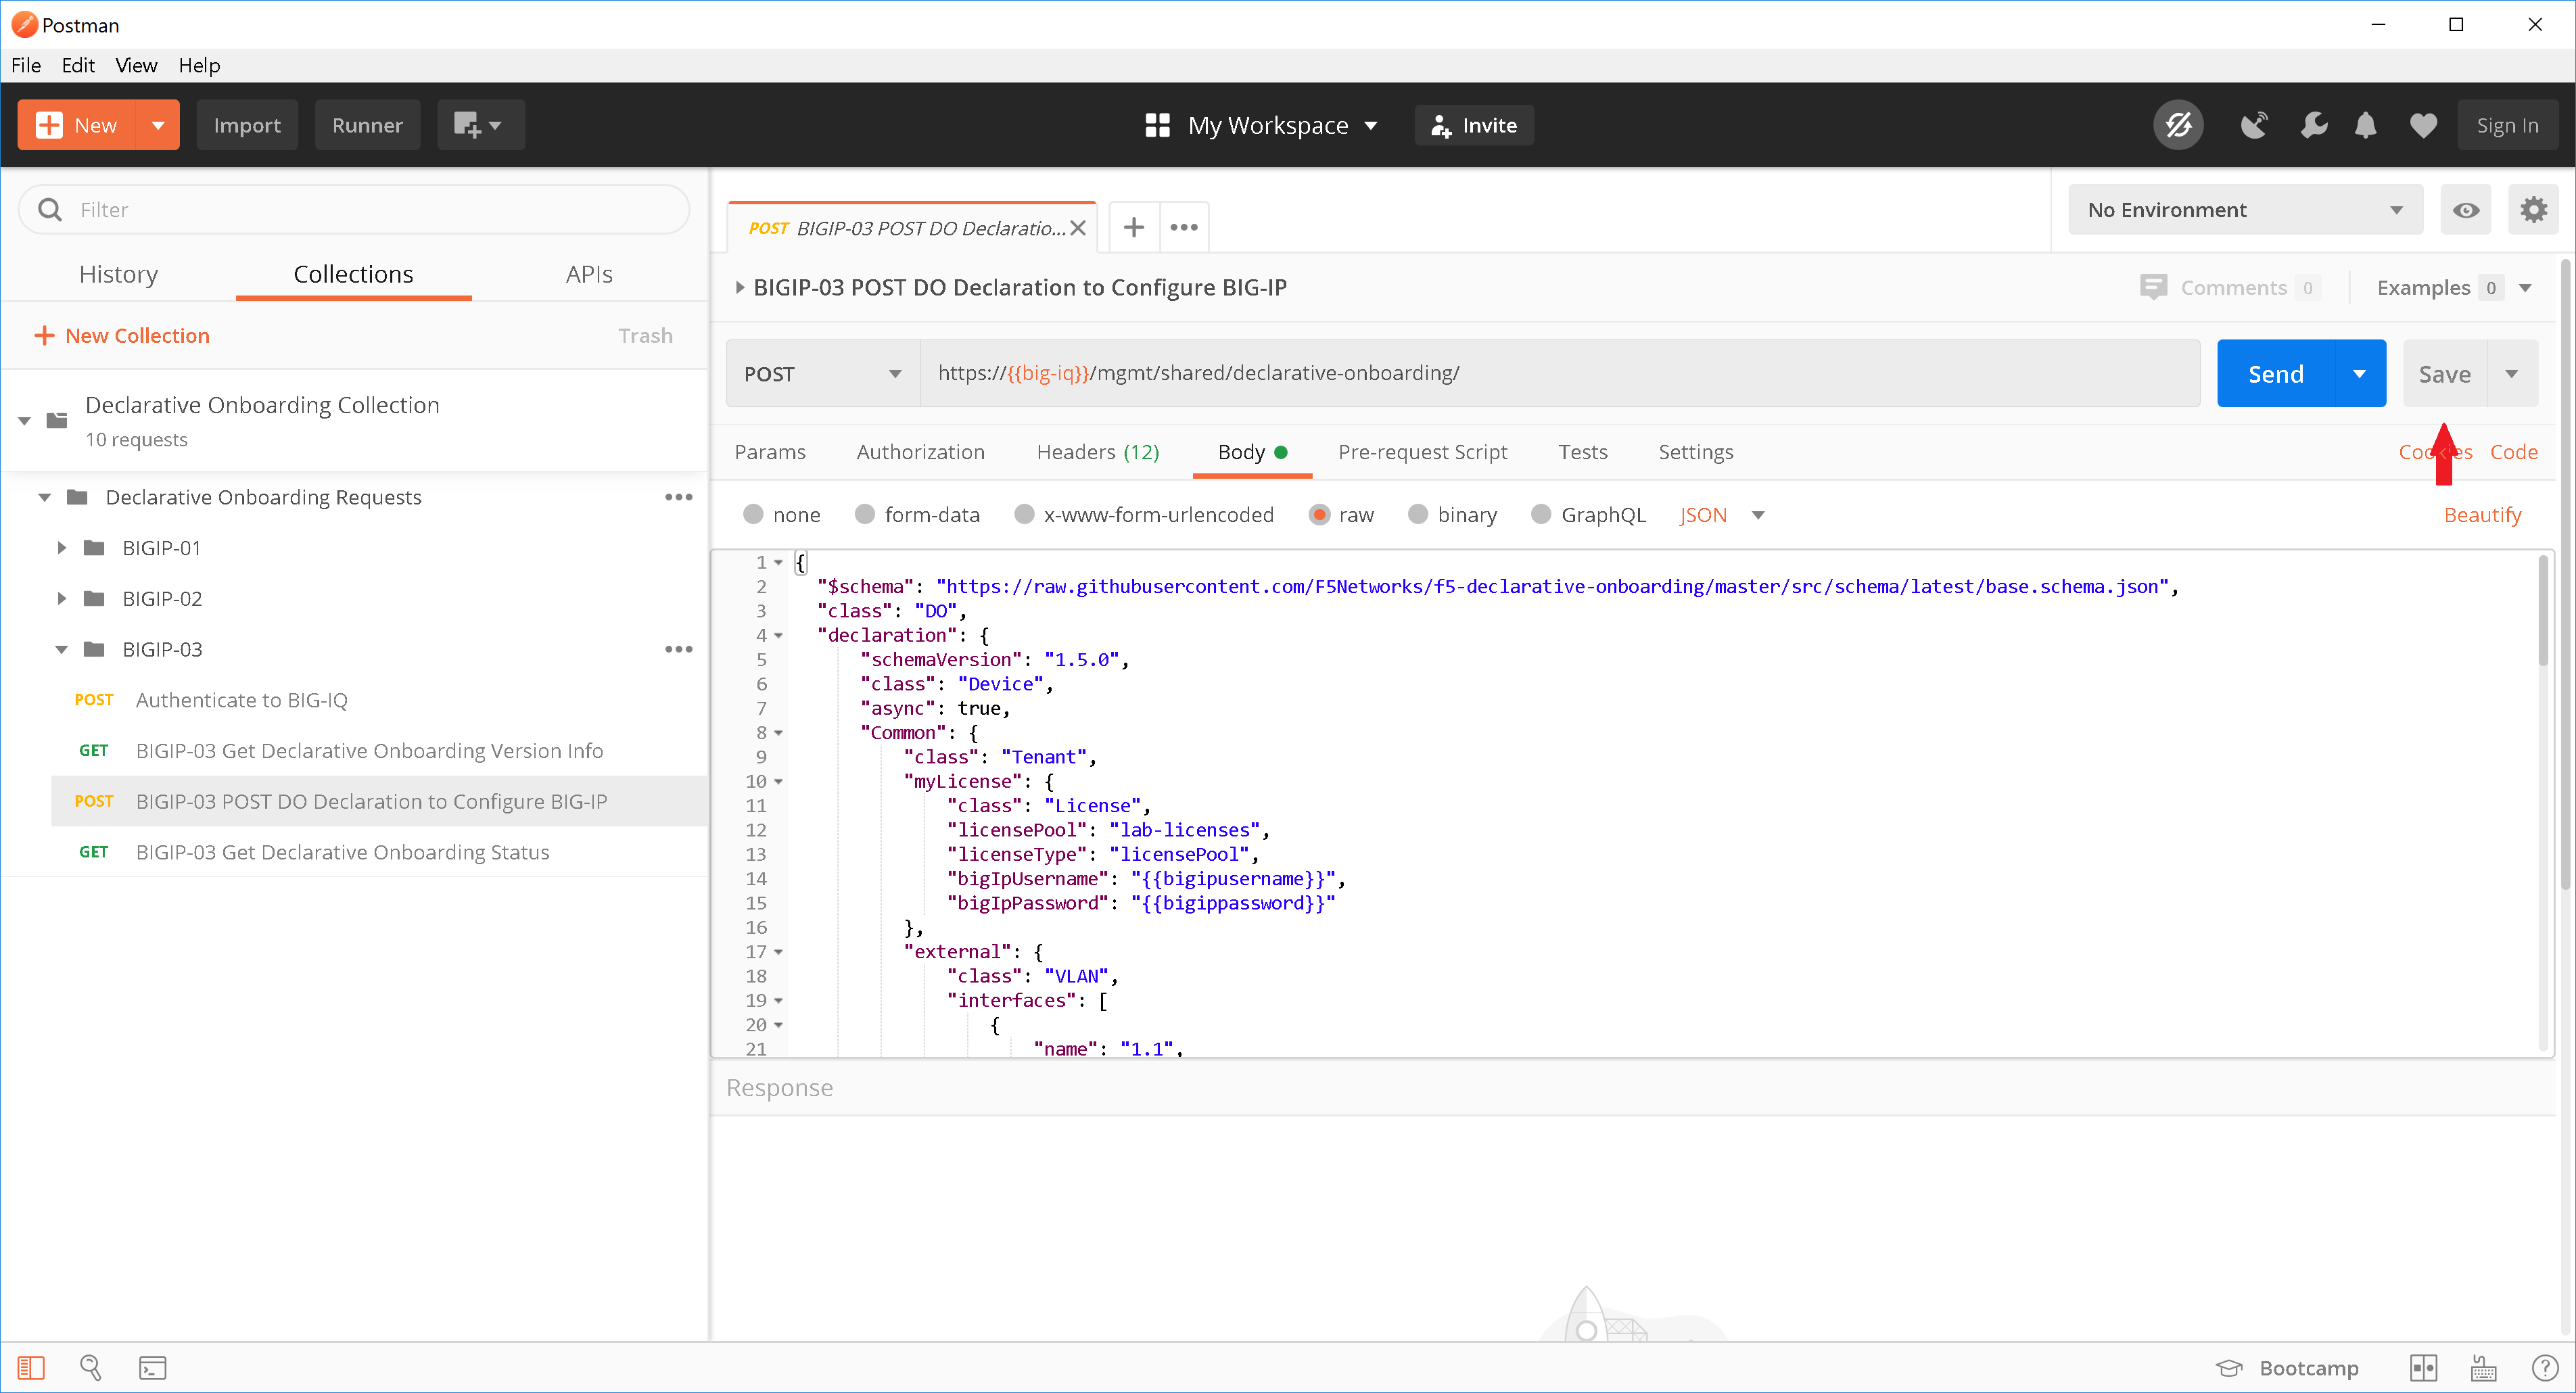 Postman
File Edit View Help
New Import Runner My Workspace Invite Sign In
Filter
History Collections APIs
New Collection Trash
Declarative Onboarding Collection
10 requests
Declarative Onboarding Requests
BIGIP-01
BIGIP-02
BIGIP-03
POST Authenticate to BIG-IQ
GET BIGIP-03 Get Declarative Onboarding Version Info
POST BIGIP-03 POST DO Declaration to Configure BIG-IP
GET BIGIP-03 Get Declarative Onboarding Status
POST BIGIP-03 POST DO Declaratio...
No Environment
BIGIP-03 POST DO Declaration to Configure BIG-IP
Comments 0 Examples 0
POST https://{{big-iq}}/mgmt/shared/declarative-onboarding/ Send Save
Params Authorization Headers (12) Body Pre-request Script Tests Settings Cookies Code
none form-data x-www-form-urlencoded raw binary GraphQL JSON Beautify
1 {
2 "$schema": "https://raw.githubusercontent.com/F5Networks/f5-declarative-onboarding/master/src/schema/latest/base.schema.json",
3 "class": "DO",
4 "declaration": {
5 "schemaVersion": "1.5.0",
6 "class": "Device",
7 "async": true,
8 "Common": {
9 "class": "Tenant",
10 "myLicense": {
11 "class": "License",
12 "licensePool": "lab-licenses",
13 "licenseType": "licensePool",
14 "bigIpUsername": "{{bigipusername}}",
15 "bigIpPassword": "{{bigippassword}}"
16 },
17 "external": {
18 "class": "VLAN",
19 "interfaces": [
20 {
21 "name": "1.1",
Response
Bootcamp